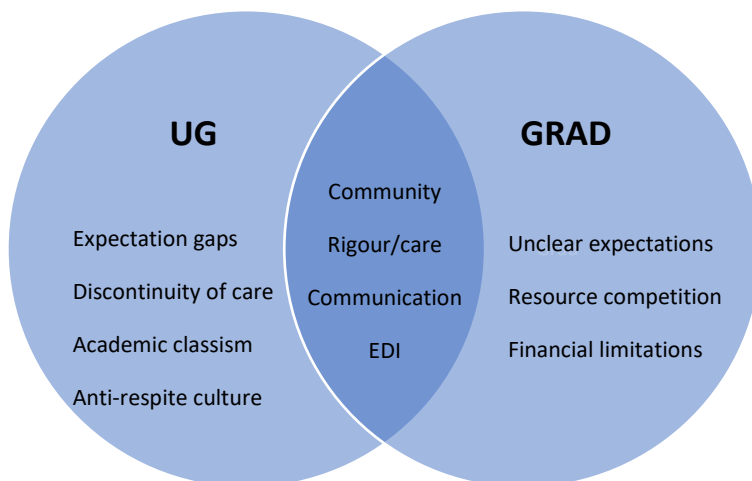 UG
Expectation gaps
Discontinuity of care
Academic classism
Anti-respite culture
Community
Rigour/care
Communication
EDI
GRAD
Unclear expectations
Resource competition
Financial limitations